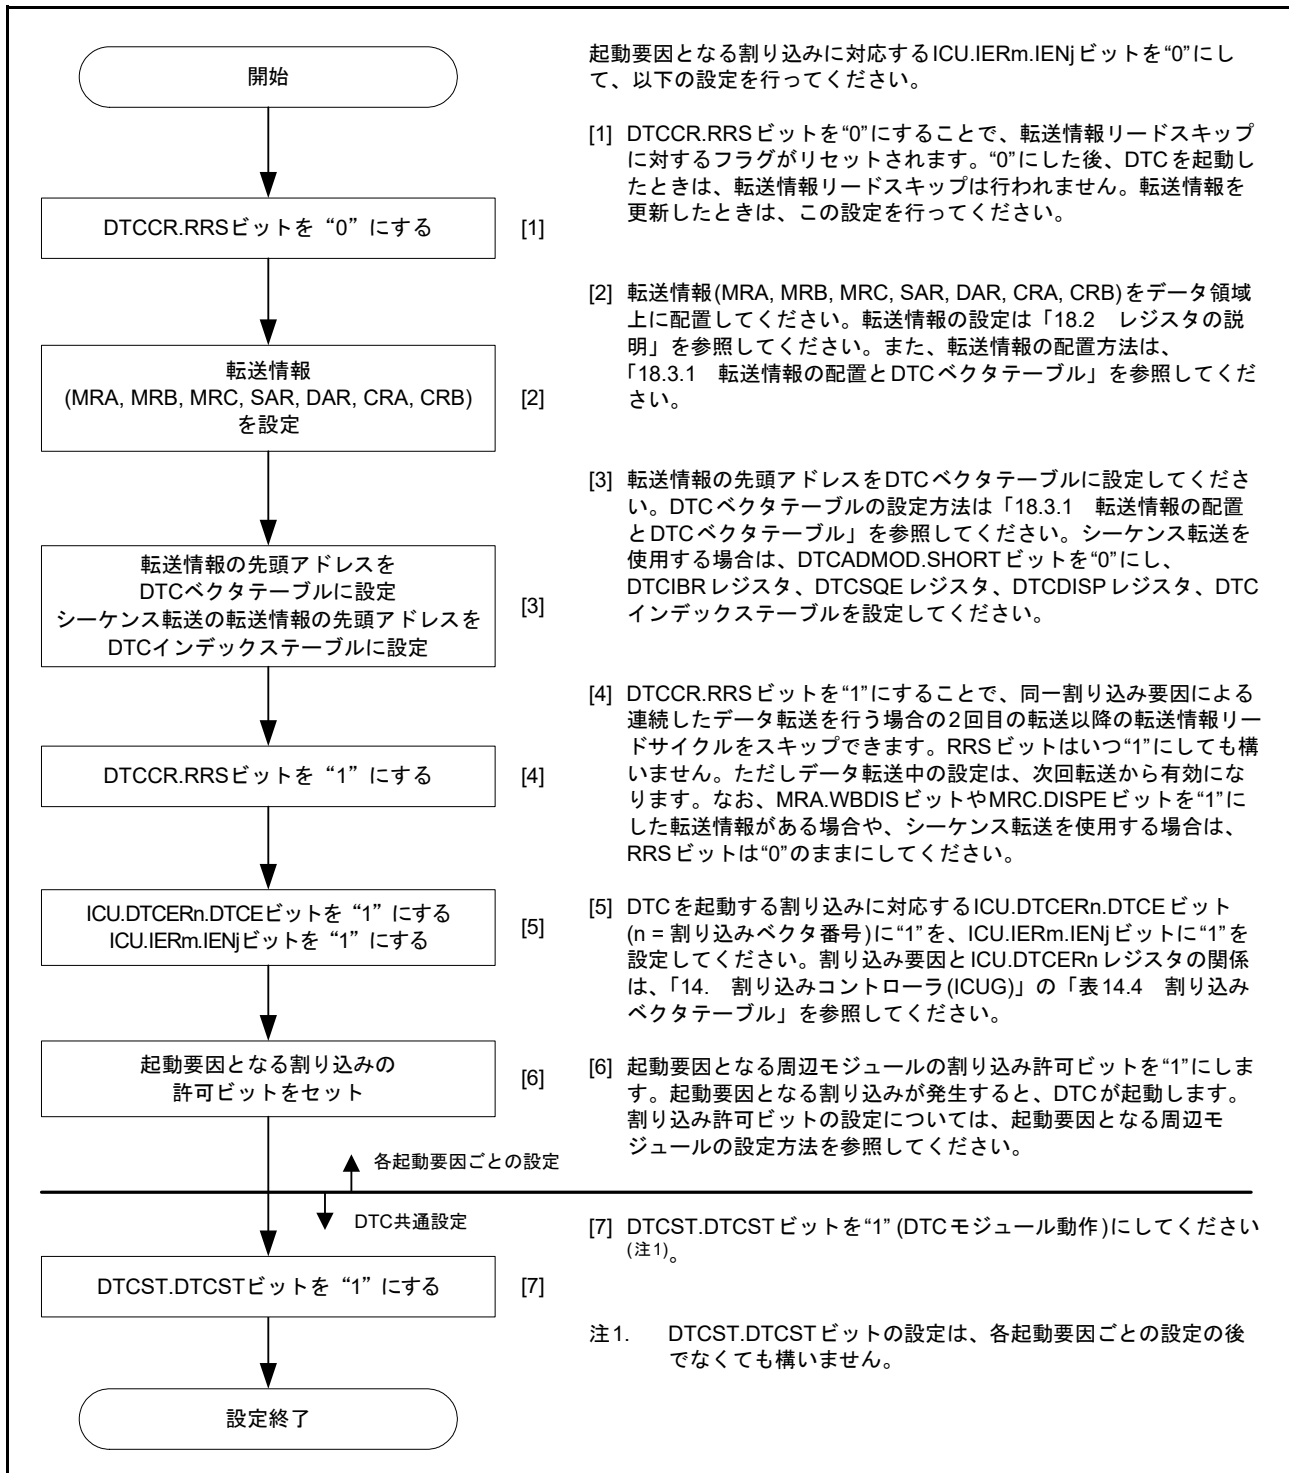 開始
DTCCR.RRSビットを“0”にする
[1]
転送情報
(MRA, MRB, MRC, SAR, DAR, CRA, CRB)
を設定
[2]
転送情報の先頭アドレスを
DTCベクタテーブルに設定
シーケンス転送の転送情報の先頭アドレスを
DTCインデックステーブルに設定
[3]
DTCCR.RRSビットを“1”にする
[4]
ICU.DTCERn.DTCEビットを“1”にする
ICU.IERm.IENjビットを“1”にする
[5]
起動要因となる割り込みの
許可ビットをセット
[6]
各起動要因ごとの設定
DTC共通設定
DTCST.DTCSTビットを“1”にする
[7]
設定終了
起動要因となる割り込みに対応するICU.IERm.IENjビットを“0”にし
て、以下の設定を行ってください。
[1] DTCCR.RRSビットを“0”にすることで、転送情報リードスキップ
に対するフラグがリセットされます。“0”にした後、DTCを起動し
たときは、転送情報リードスキップは行われません。転送情報を
更新したときは、この設定を行ってください。
[2] 転送情報(MRA, MRB, MRC, SAR, DAR, CRA, CRB)をデータ領域
上に配置してください。転送情報の設定は「18.2　レジスタの説
明」を参照してください。また、転送情報の配置方法は、
「18.3.1　転送情報の配置とDTCベクタテーブル」を参照してくだ
さい。
[3] 転送情報の先頭アドレスをDTCベクタテーブルに設定してくださ
い。DTCベクタテーブルの設定方法は「18.3.1　転送情報の配置
とDTCベクタテーブル」を参照してください。シーケンス転送を
使用する場合は、DTCADMOD.SHORTビットを“0”にし、
DTCIBRレジスタ、DTCSQEレジスタ、DTCDISPレジスタ、DTC
インデックステーブルを設定してください。
[4] DTCCR.RRSビットを“1”にすることで、同一割り込み要因による
連続したデータ転送を行う場合の2回目の転送以降の転送情報リー
ドサイクルをスキップできます。RRSビットはいつ“1”にしても構
いません。ただしデータ転送中の設定は、次回転送から有効にな
ります。なお、MRA.WBDISビットやMRC.DISPEビットを“1”に
した転送情報がある場合や、シーケンス転送を使用する場合は、
RRSビットは“0”のままにしてください。
[5] DTCを起動する割り込みに対応するICU.DTCERn.DTCEビット
(n = 割り込みベクタ番号)に“1”を、ICU.IERm.IENjビットに“1”を
設定してください。割り込み要因とICU.DTCERnレジスタの関係
は、「14.　割り込みコントローラ(ICUG)」の「表14.4　割り込み
ベクタテーブル」を参照してください。
[6] 起動要因となる周辺モジュールの割り込み許可ビットを“1”にしま
す。起動要因となる割り込みが発生すると、DTCが起動します。
割り込み許可ビットの設定については、起動要因となる周辺モ
ジュールの設定方法を参照してください。
[7] DTCST.DTCSTビットを“1” (DTCモジュール動作)にしてください
(注1)。
注1.　DTCST.DTCSTビットの設定は、各起動要因ごとの設定の後
でなくても構いません。